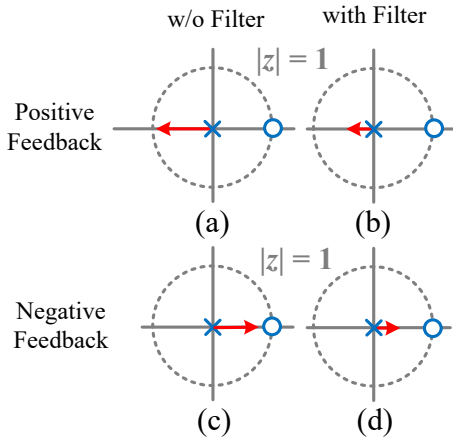 w/o Filter
with Filter
|z| = 1
Positive
Feedback
(a)
(b)
|z| = 1
Negative
Feedback
(c)
(d)